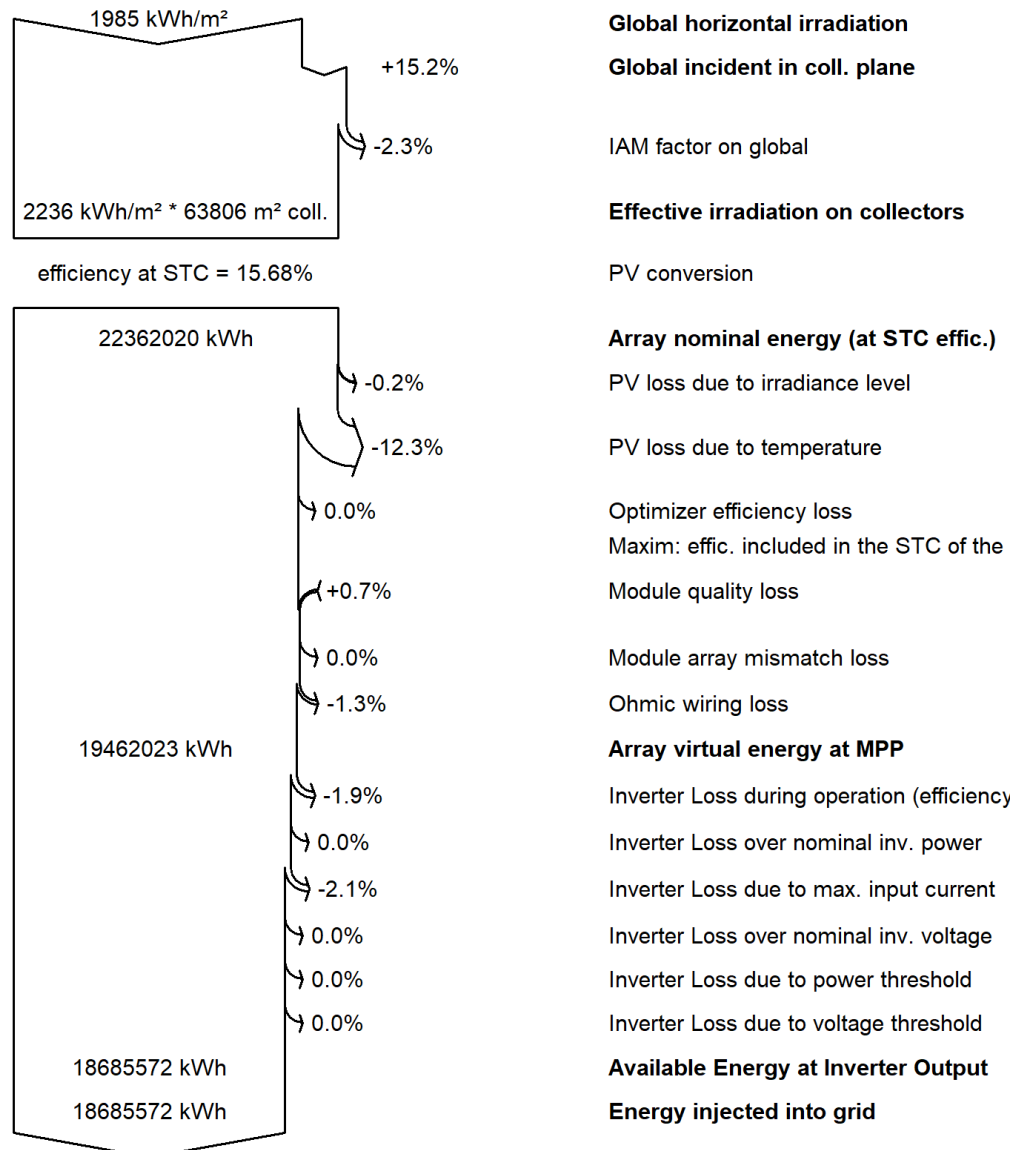 1985 kWh/m² Global horizontal irradiation
+15.2% Global incident in coll. plane
-2.3% IAM factor on global
2236 kWh/m² * 63806 m² coll. Effective irradiation on collectors
efficiency at STC = 15.68% PV conversion
22362020 kWh Array nominal energy (at STC effic.)
-0.2% PV loss due to irradiance level
-12.3% PV loss due to temperature
0.0% Optimizer efficiency loss
Maxim: effic. included in the STC of the
+0.7% Module quality loss
0.0% Module array mismatch loss
-1.3% Ohmic wiring loss
19462023 kWh Array virtual energy at MPP
-1.9% Inverter Loss during operation (efficiency
0.0% Inverter Loss over nominal inv. power
-2.1% Inverter Loss due to max. input current
0.0% Inverter Loss over nominal inv. voltage
0.0% Inverter Loss due to power threshold
0.0% Inverter Loss due to voltage threshold
18685572 kWh Available Energy at Inverter Output
18685572 kWh Energy injected into grid